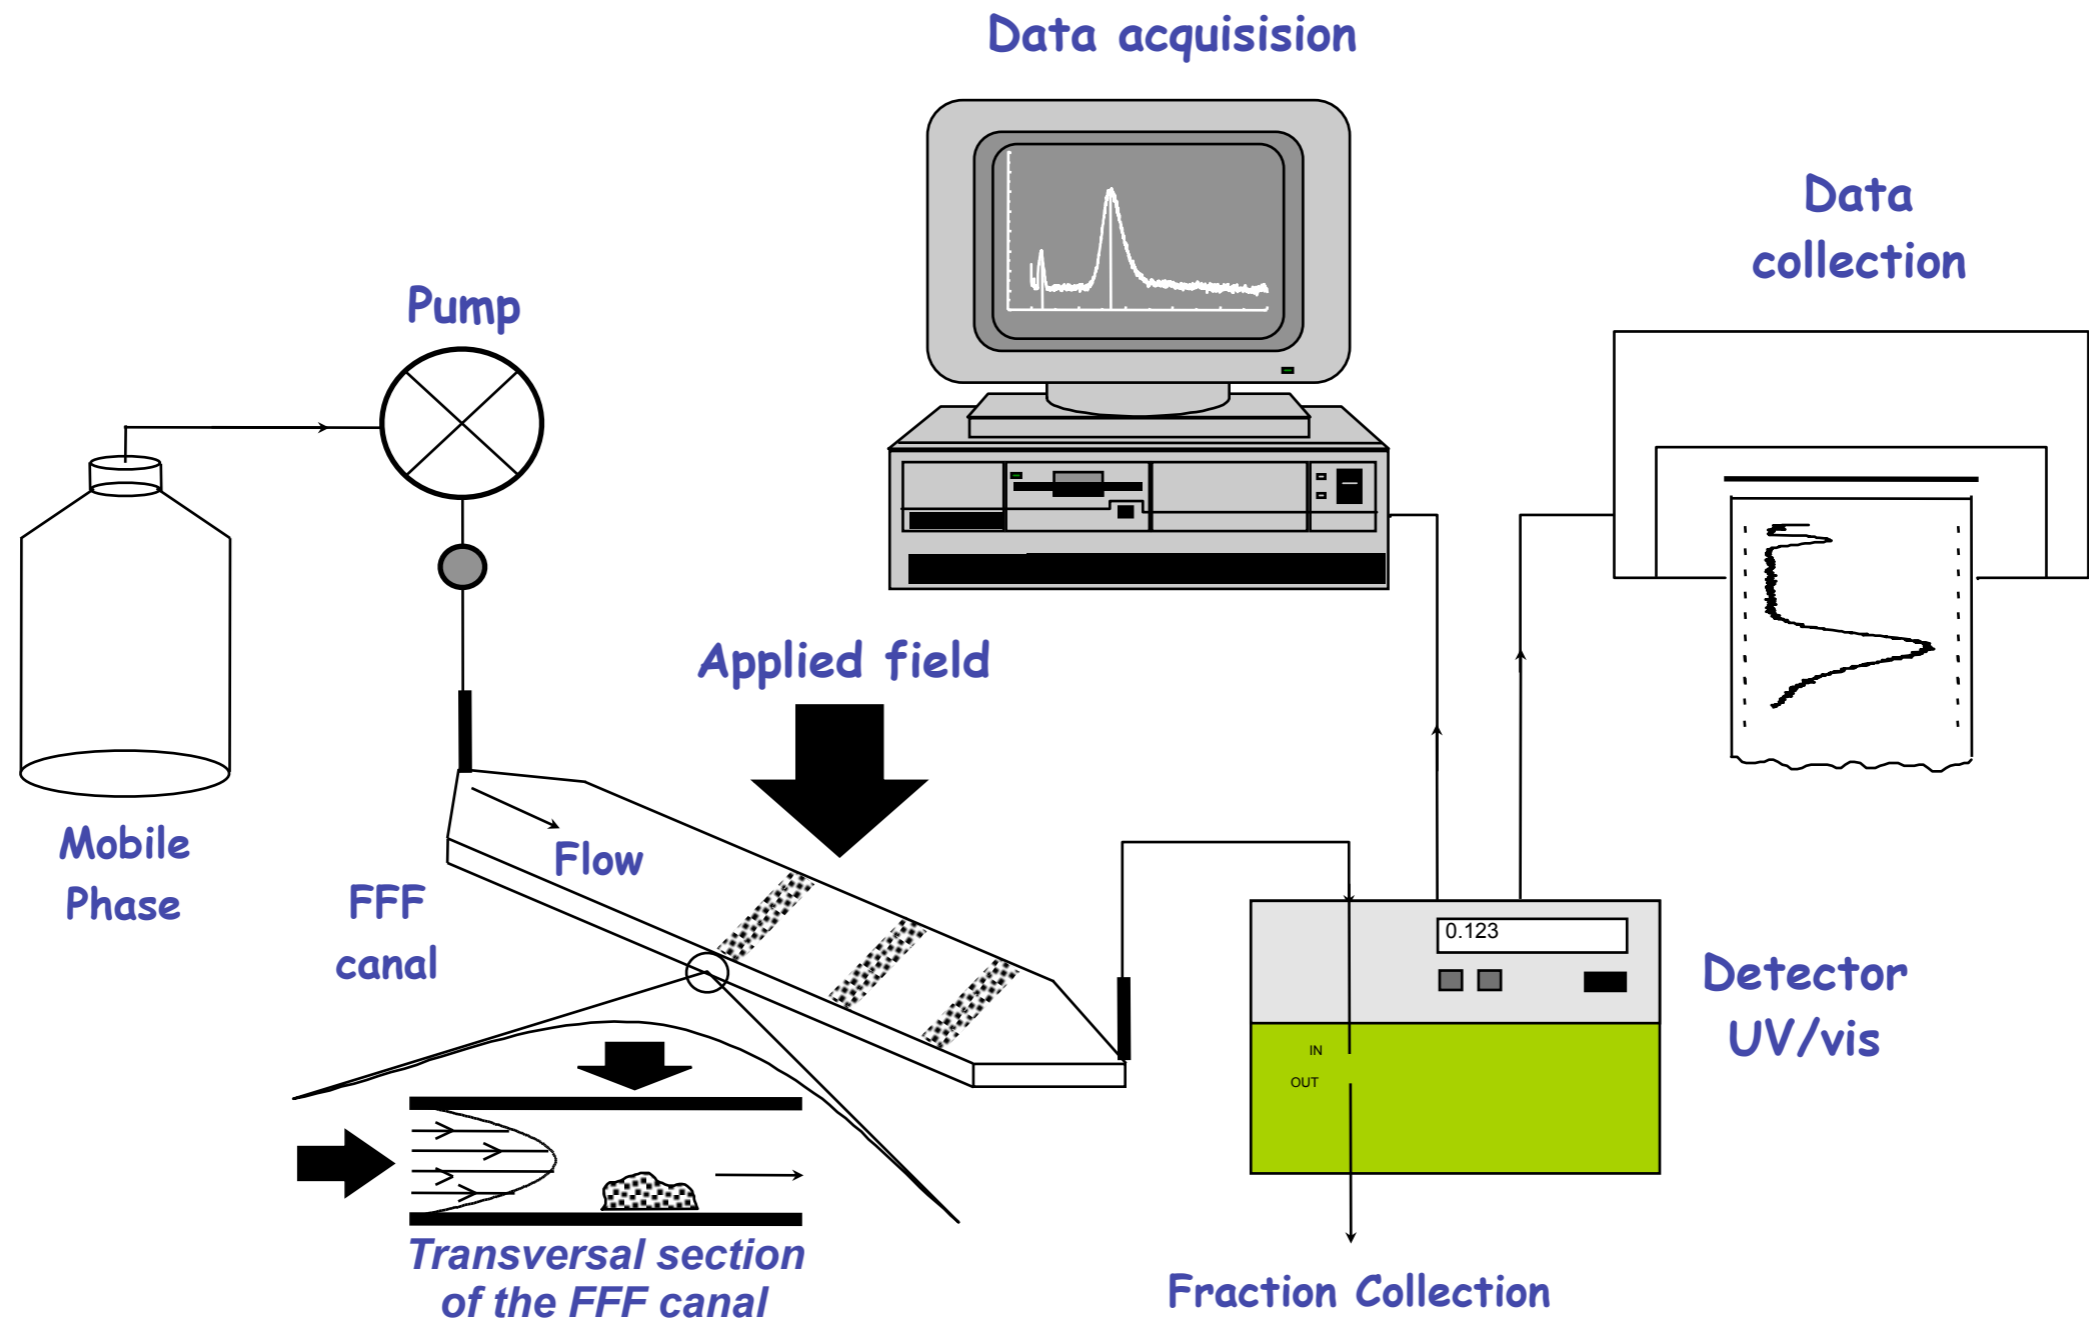 Data acquisision
Data
collection
Pump
Applied field
Mobile
Phase
Flow
FFF
canal
0.123
Detector
UV/vis
IN
OUT
Transversal section
of the FFF canal
Fraction Collection